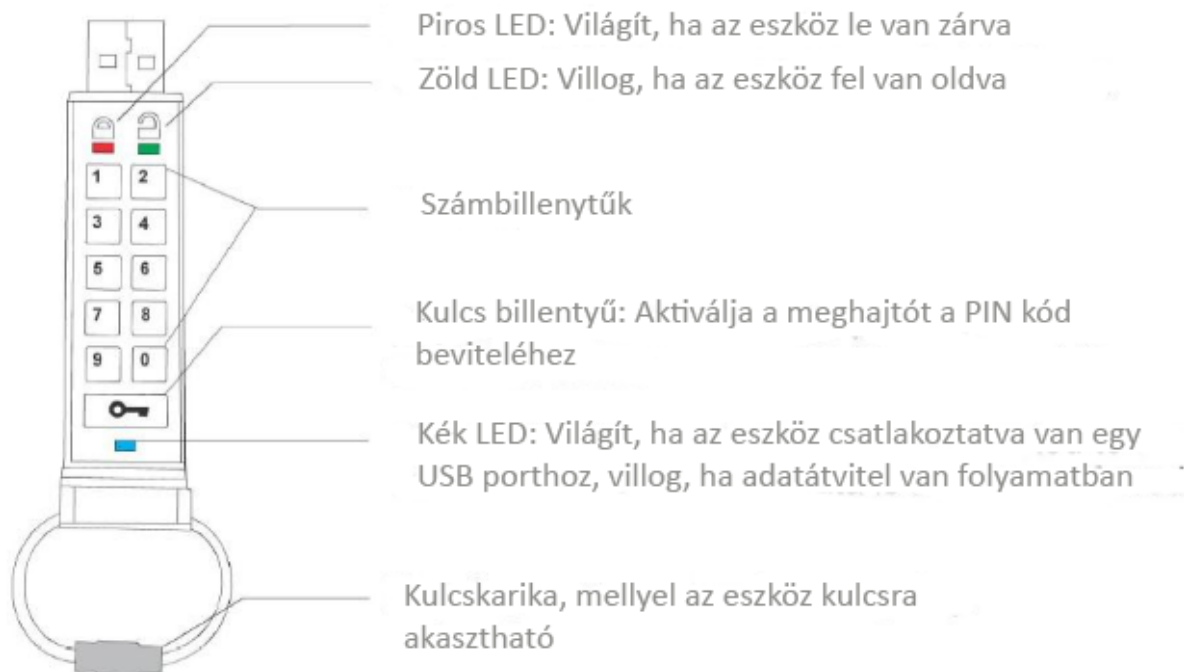 Piros LED: Világít, ha az eszköz le van zárva
Zöld LED: Villog, ha az eszköz fel van oldva
1 2
Számbillenytűk
3 4
5 6
7 8
Kulcs billentyű: Aktiválja a meghajtót a PIN kód
beviteléhez
9 0
Kék LED: Világít, ha az eszköz csatlakoztatva van egy
USB porthoz, villog, ha adatátvitel van folyamatban
Kulcskarika, mellyel az eszköz kulcsra
akasztható